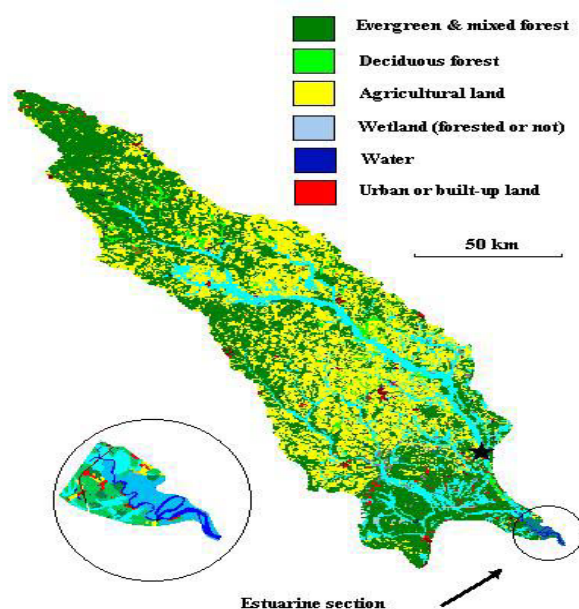 Evergreen & mixed forest
Deciduous forest
Agricultural land
Wetland (forested or not)
Water
Urban or built-up land
50 km
Estuarine section